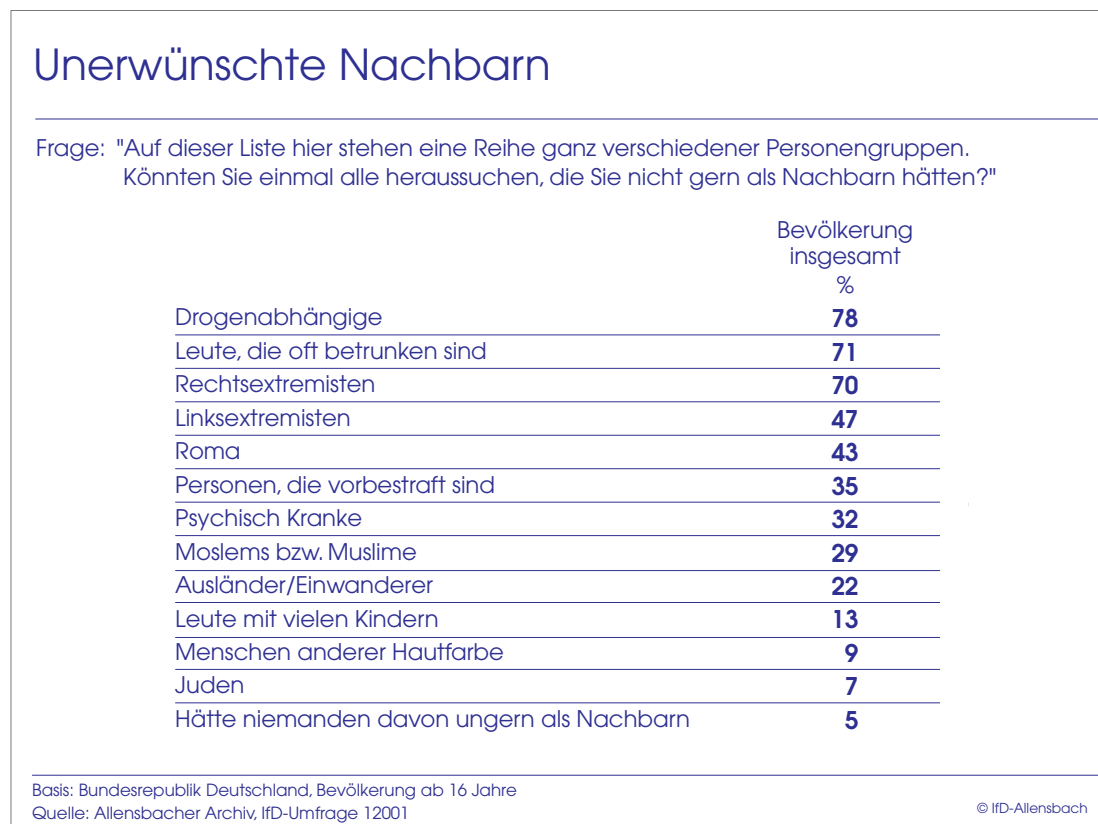 Unerwünschte Nachbarn
Frage: "Auf dieser Liste hier stehen eine Reihe ganz verschiedener Personengruppen.
Könnten Sie einmal alle heraussuchen, die Sie nicht gern als Nachbarn hätten?"
Bevölkerung
insgesamt
%
Drogenabhängige 78
Leute, die oft betrunken sind 71
Rechtsextremisten 70
Linksextremisten 47
Roma 43
Personen, die vorbestraft sind 35
Psychisch Kranke 32
Moslems bzw. Muslime 29
Ausländer/Einwanderer 22
Leute mit vielen Kindern 13
Menschen anderer Hautfarbe 9
Juden 7
Hätte niemanden davon ungern als Nachbarn 5
Basis: Bundesrepublik Deutschland, Bevölkerung ab 16 Jahre
Quelle: Allensbacher Archiv, IfD-Umfrage 12001
© IfD-Allensbach